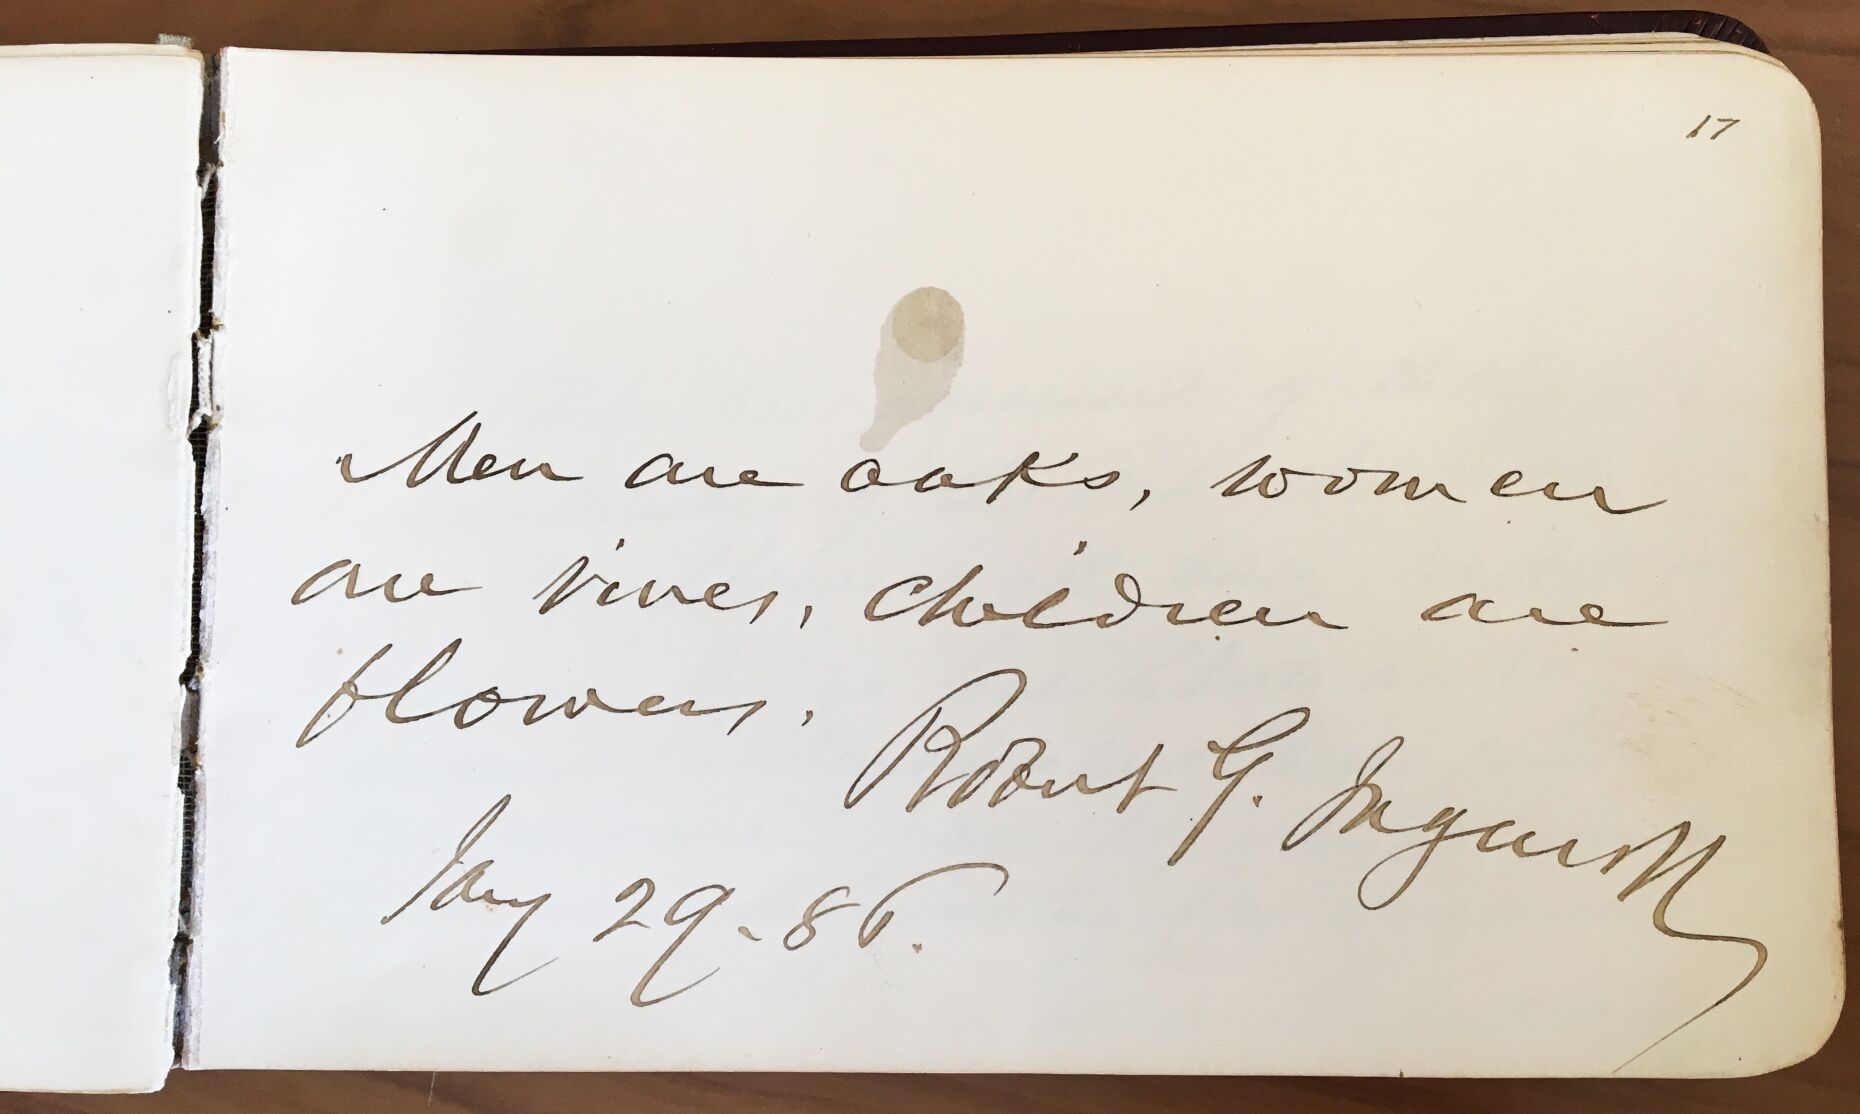 17
Men are oaks, women
are vines, children are
flowers.
Robert G. Ingersoll
Jany 29 - 86.